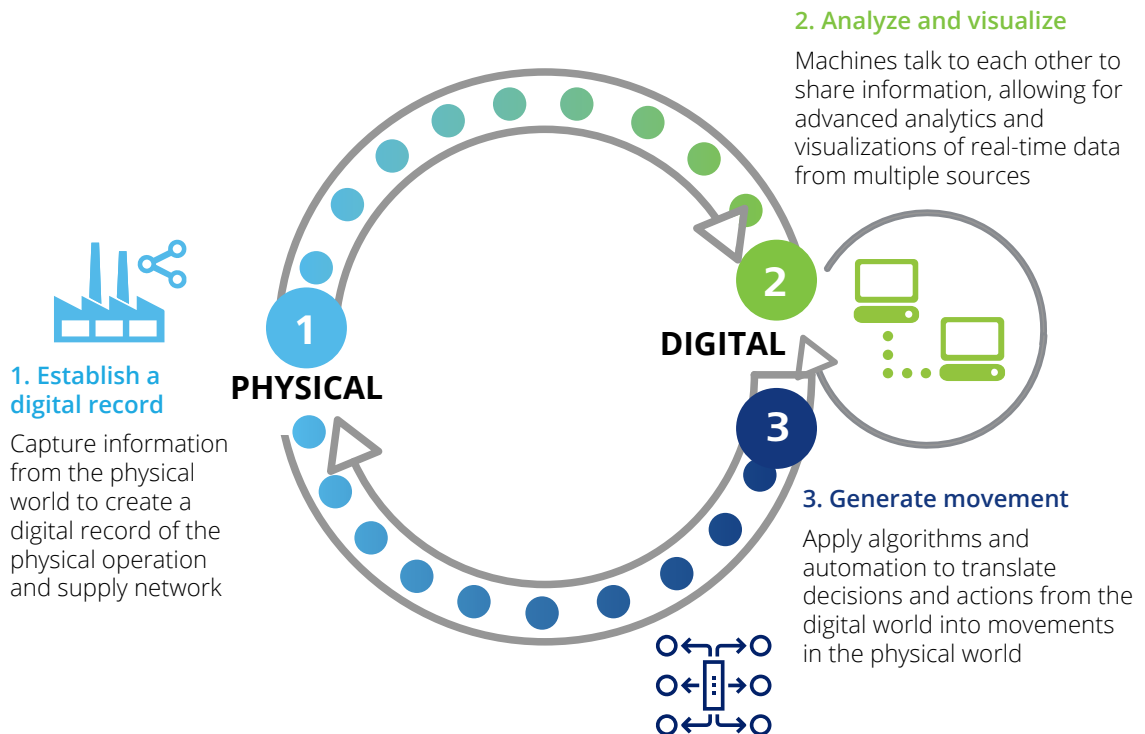 2. Analyze and visualize
Machines talk to each other to
share information, allowing for
advanced analytics and
visualizations of real-time data
from multiple sources
1
PHYSICAL
2
DIGITAL
3
1. Establish a
digital record
Capture information
from the physical
world to create a
digital record of the
physical operation
and supply network
3. Generate movement
Apply algorithms and
automation to translate
decisions and actions from the
digital world into movements
in the physical world